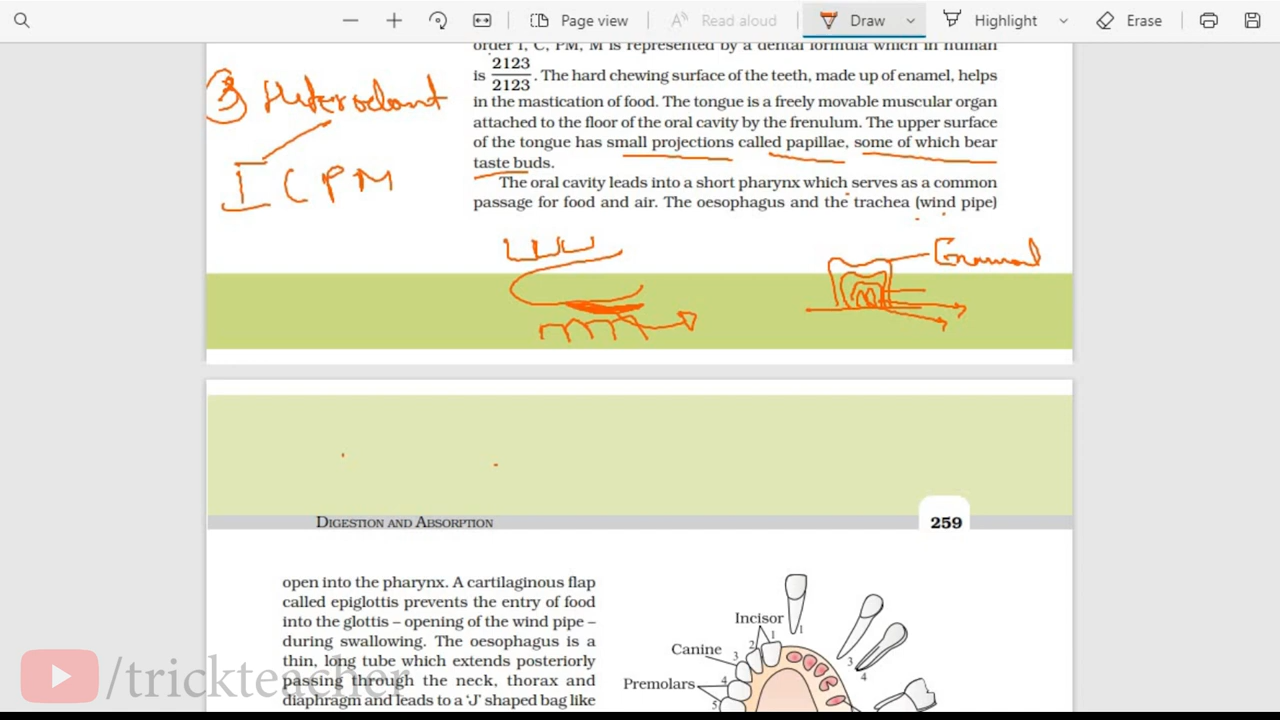 Page view
Read aloud
Draw
Highlight
Erase
order I, C, PM, M is represented by a dental formula which in human
is 2123/2123. The hard chewing surface of the teeth, made up of enamel, helps
in the mastication of food. The tongue is a freely movable muscular organ
attached to the floor of the oral cavity by the frenulum. The upper surface
of the tongue has small projections called papillae, some of which bear
taste buds.
The oral cavity leads into a short pharynx which serves as a common
passage for food and air. The oesophagus and the trachea (wind pipe)
I C P M
DIGESTION AND ABSORPTION
259
open into the pharynx. A cartilaginous flap
called epiglottis prevents the entry of food
into the glottis – opening of the wind pipe –
during swallowing. The oesophagus is a
thin, long tube which extends posteriorly
passing through the neck, thorax and
diaphragm and leads to a 'J' shaped bag like
Incisor
1
1
2
Canine
3
3
4
Premolars
4
5
/trickteacher